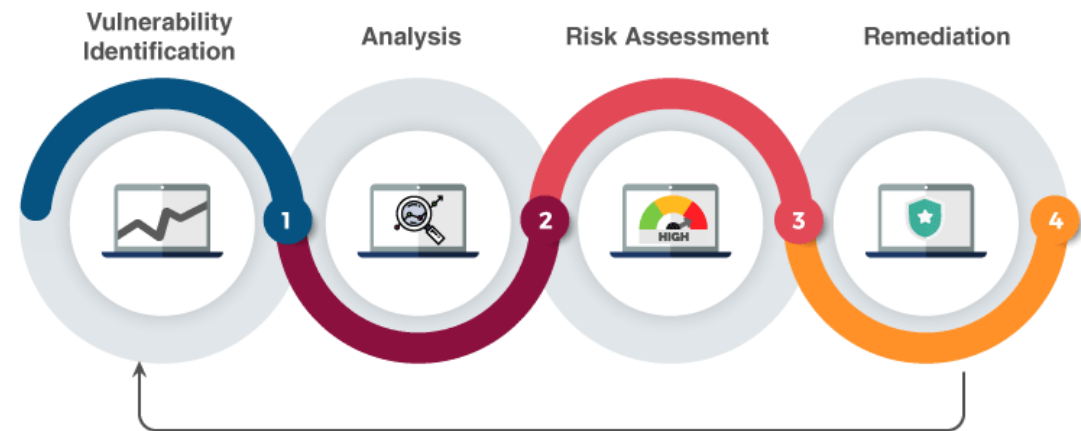 Vulnerability
Identification
Analysis
Risk Assessment
Remediation
1
2
3
4
HIGH